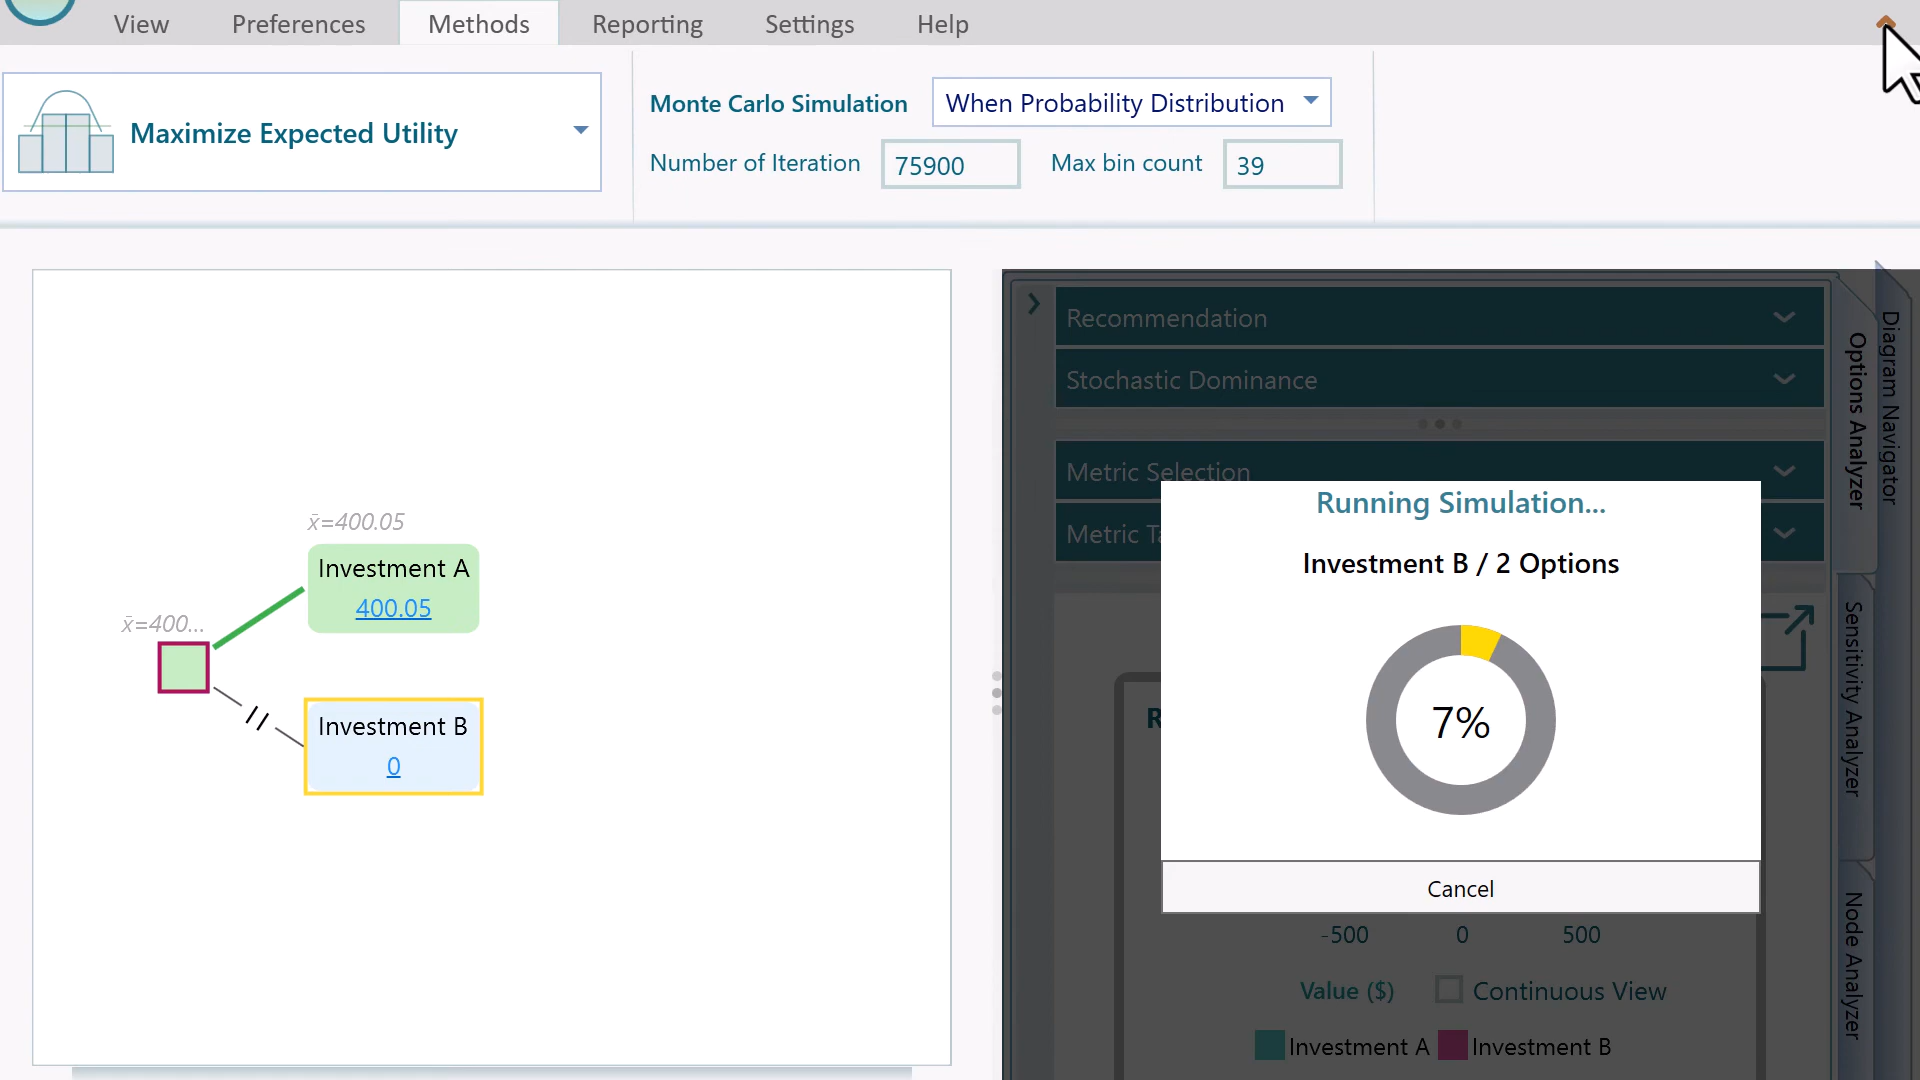 View Preferences Methods Reporting Settings Help
Maximize Expected Utility
Monte Carlo Simulation When Probability Distribution
Number of Iteration 75900 Max bin count 39
x̄=400.05
Investment A
400.05
x̄=400...
Investment B
0
Recommendation
Stochastic Dominance
Metric Selection
Metric
Running Simulation...
Investment B / 2 Options
7%
Cancel
-500 0 500
Value ($) Continuous View
Investment A Investment B
Diagram Navigator
Options Analyzer
Sensitivity Analyzer
Node Analyzer